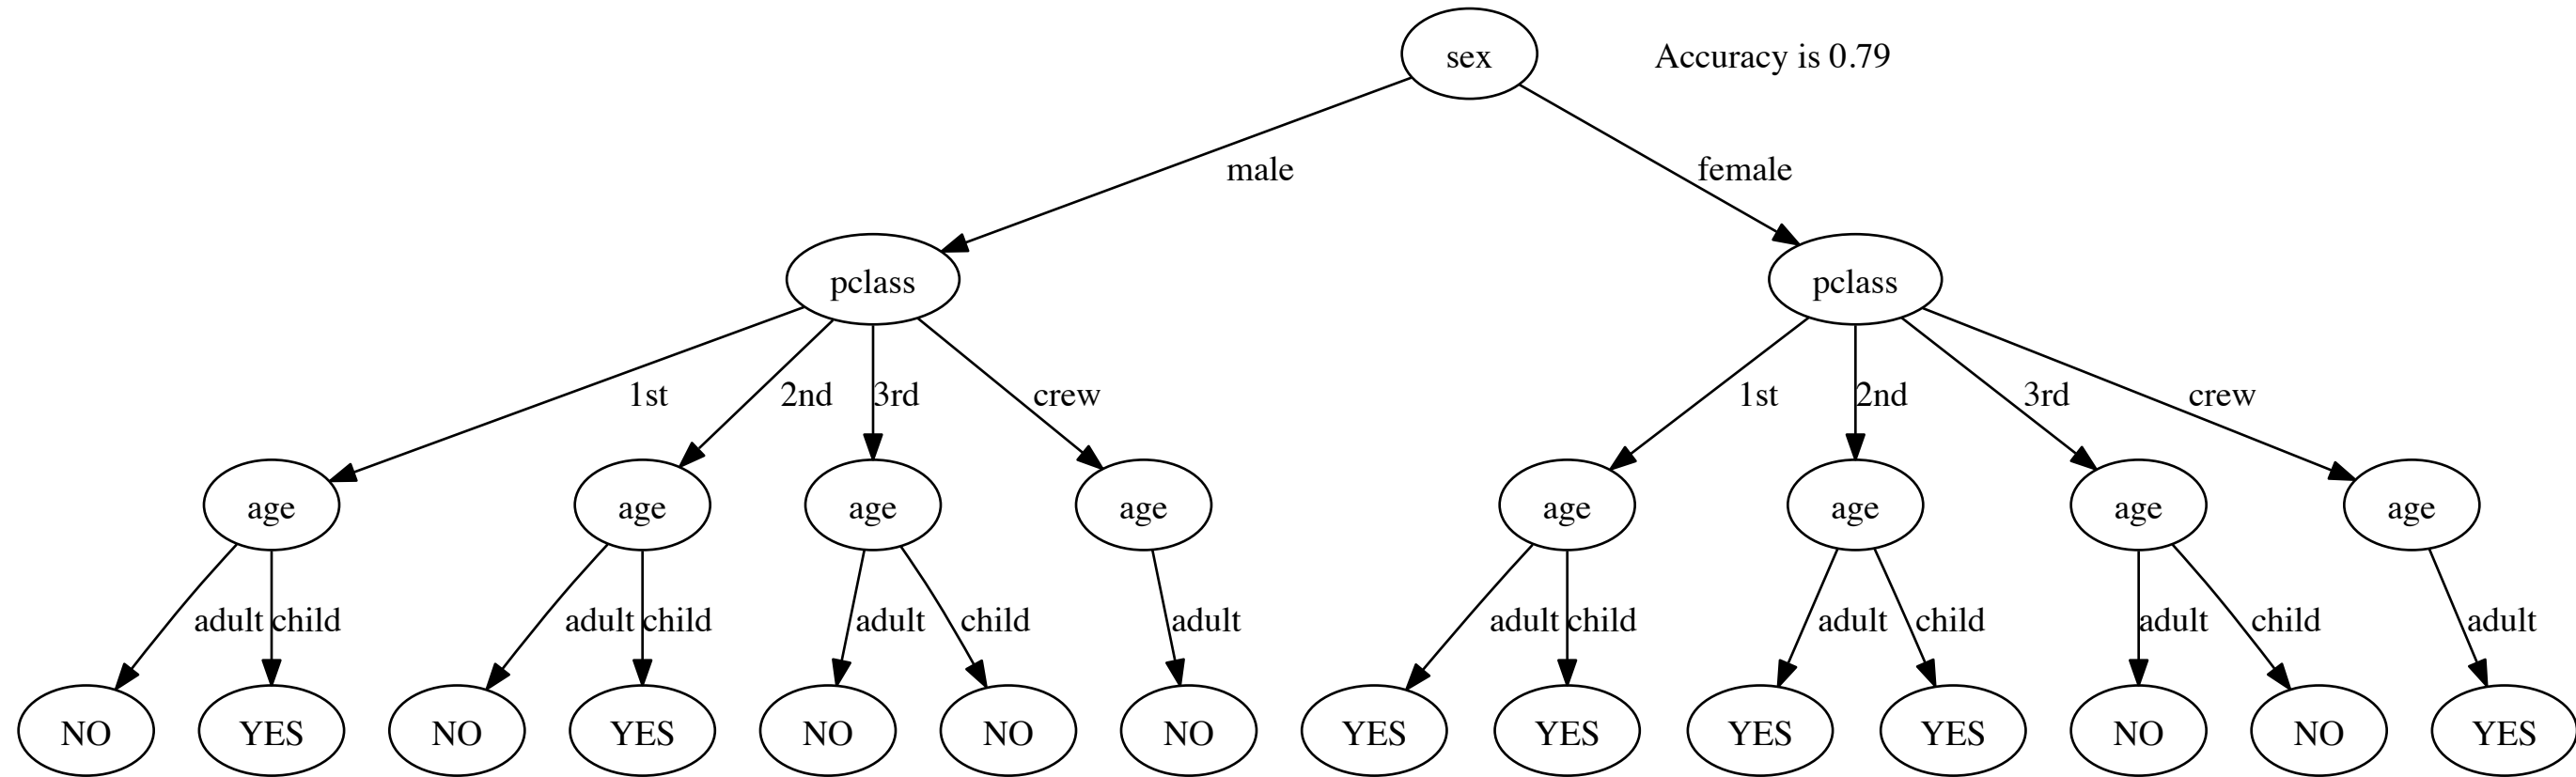 sex Accuracy is 0.79
male female
pclass pclass
1st 2nd 3rd crew 1st 2nd 3rd crew
age age age age age age age age
adult child adult child adult child adult adult child adult child adult child adult
NO YES NO YES NO NO NO YES YES YES YES NO NO YES